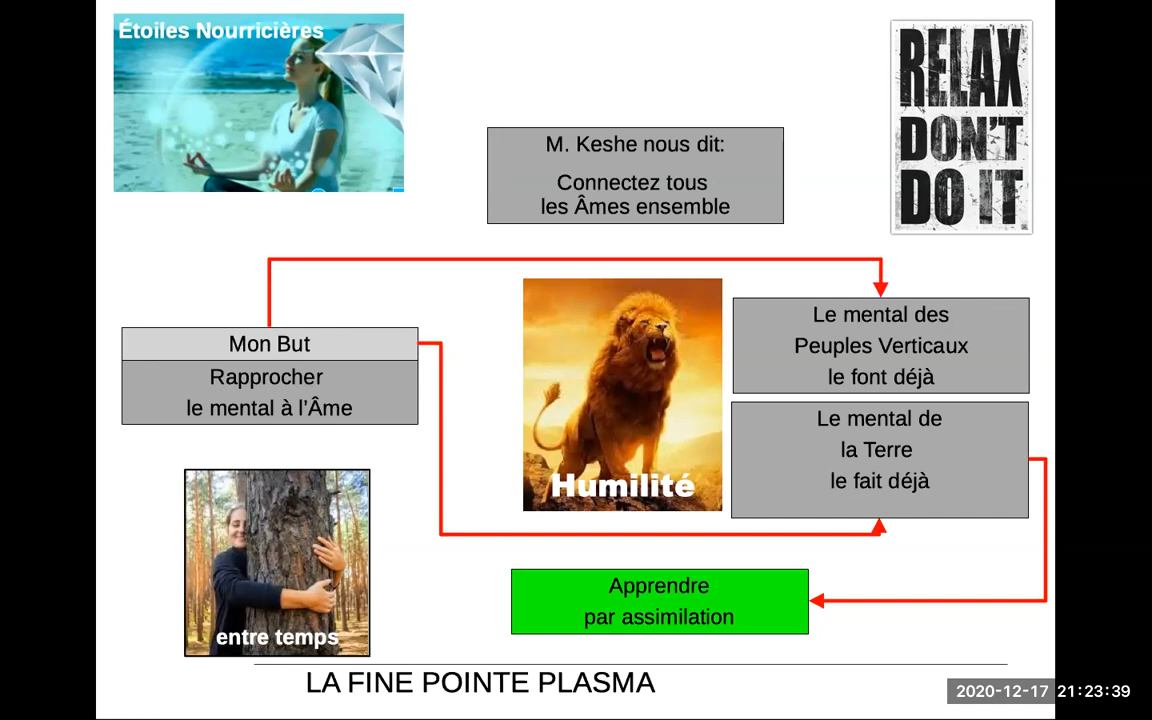 Étoiles Nourricières
RELAX
DON'T
DO IT
M. Keshe nous dit:
Connectez tous
les Âmes ensemble
Mon But
Rapprocher
le mental à l'Âme
Humilité
Le mental des
Peuples Verticaux
le font déjà
Le mental de
la Terre
le fait déjà
entre temps
Apprendre
par assimilation
LA FINE POINTE PLASMA
2020-12-17 21:23:39